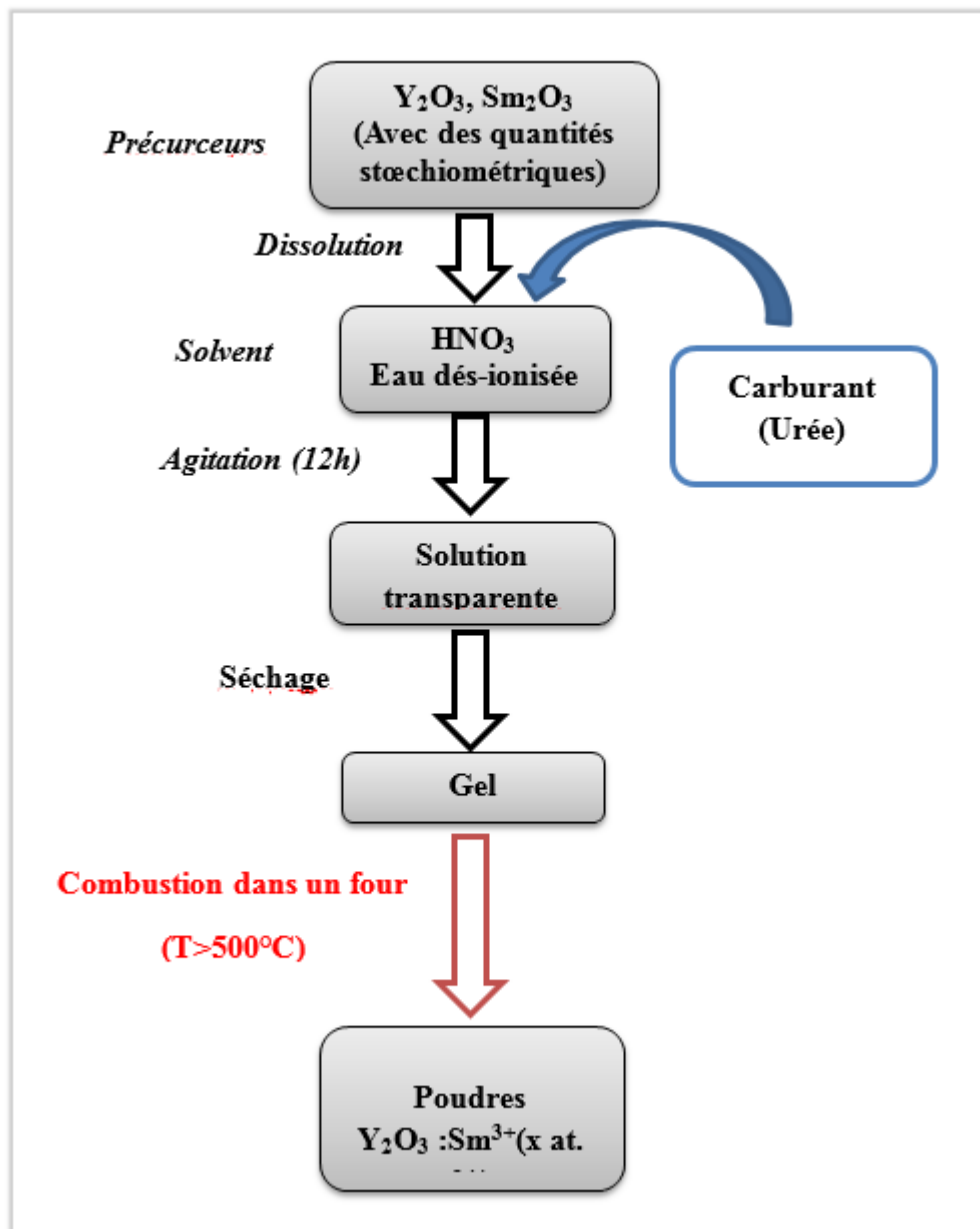 Y₂O₃, Sm₂O₃
(Avec des quantités
stœchiométriques)
Précurceurs
Dissolution
HNO₃
Eau dés-ionisée
Solvent
Carburant
(Urée)
Agitation (12h)
Solution
transparente
Séchage
Gel
Combustion dans un four
(T>500°C)
Poudres
Y₂O₃ :Sm³⁺(x at.